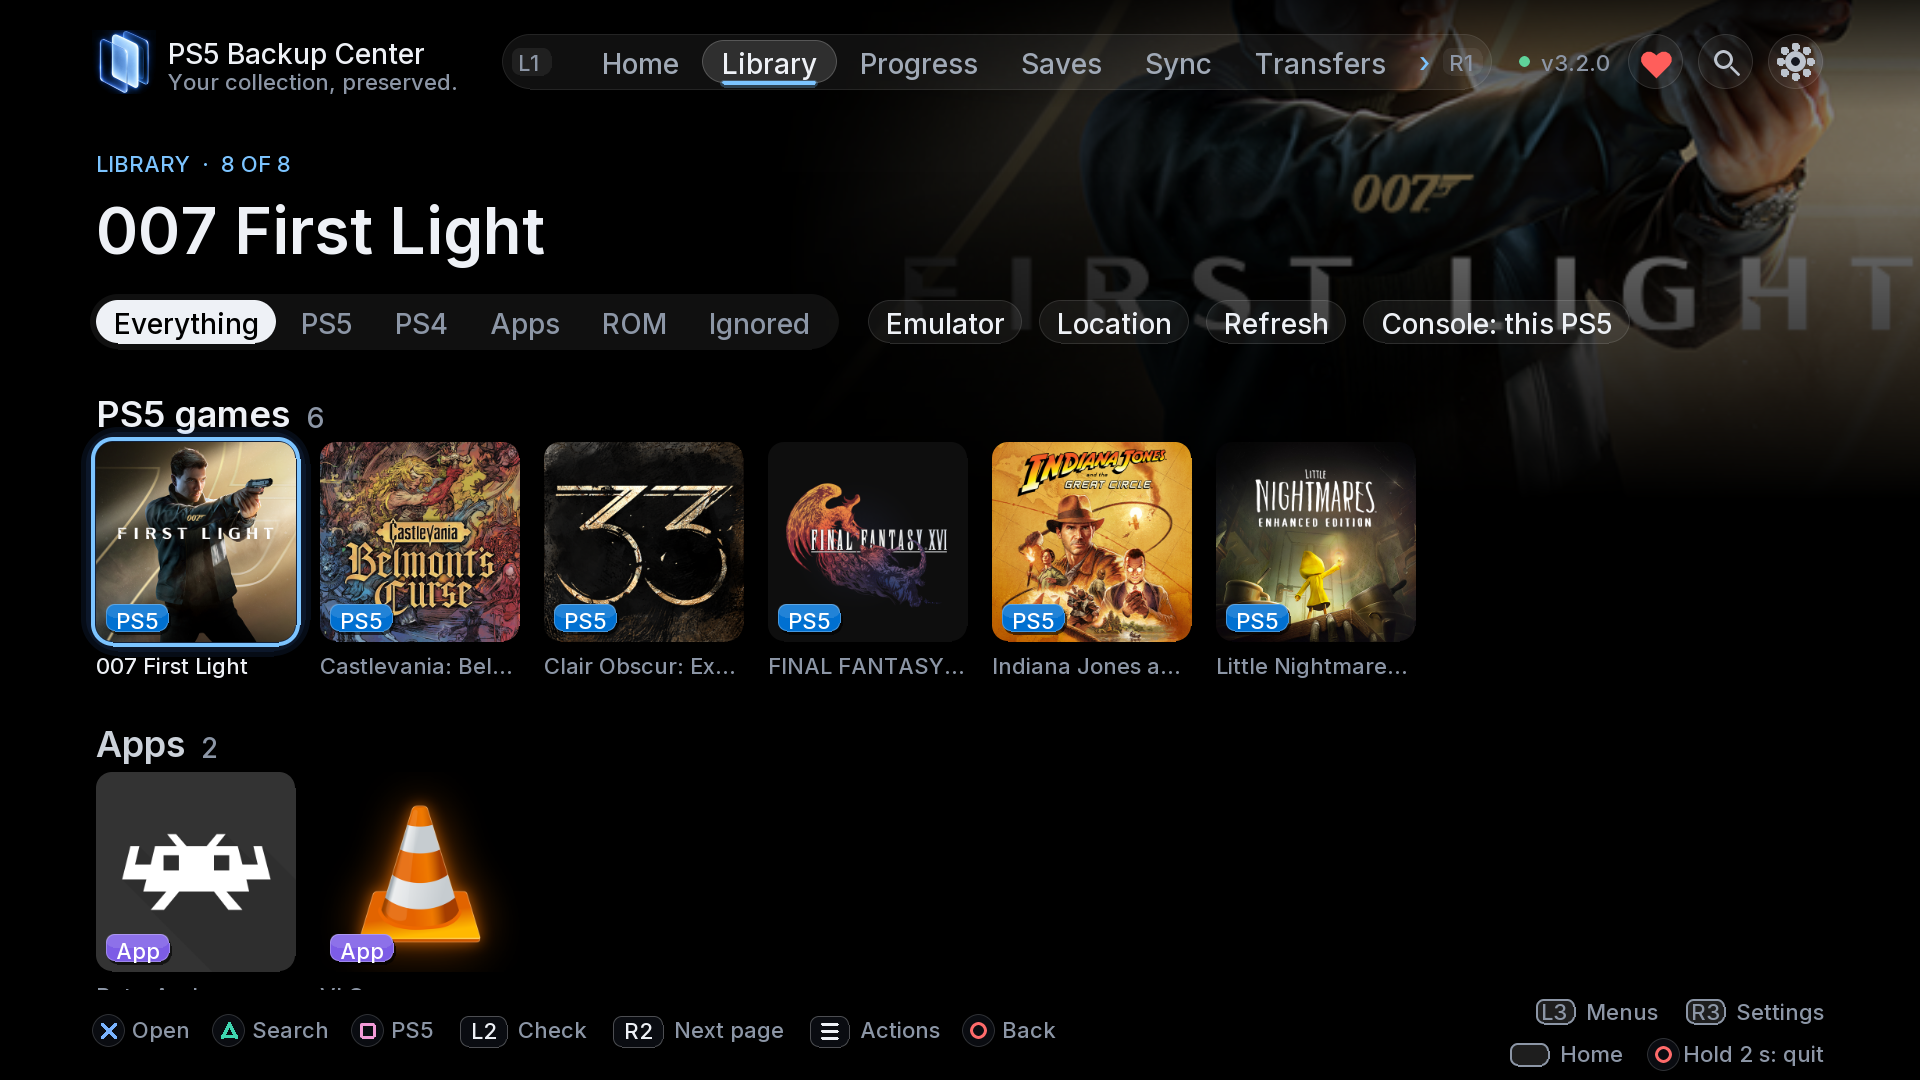 PS5 Backup Center
Your collection, preserved.
L1 Home Library Progress Saves Sync Transfers › R1
v3.2.0
LIBRARY · 8 OF 8
007 First Light
007
FIRST LIGHT
Everything PS5 PS4 Apps ROM Ignored Emulator Location Refresh Console: this PS5
PS5 games 6
007
FIRST LIGHT
PS5
Castlevania
Belmont's
Curse
PS5
33
PS5
FINAL FANTASY XVI
PS5
INDIANA JONES
and the
GREAT CIRCLE
PS5
LITTLE
NIGHTMARES
ENHANCED EDITION
PS5
007 First Light
Castlevania: Bel...
Clair Obscur: Ex...
FINAL FANTASY...
Indiana Jones a...
Little Nightmare...
Apps 2
App
App
Open Search PS5 L2 Check R2 Next page Actions Back
L3 Menus R3 Settings
Home Hold 2 s: quit